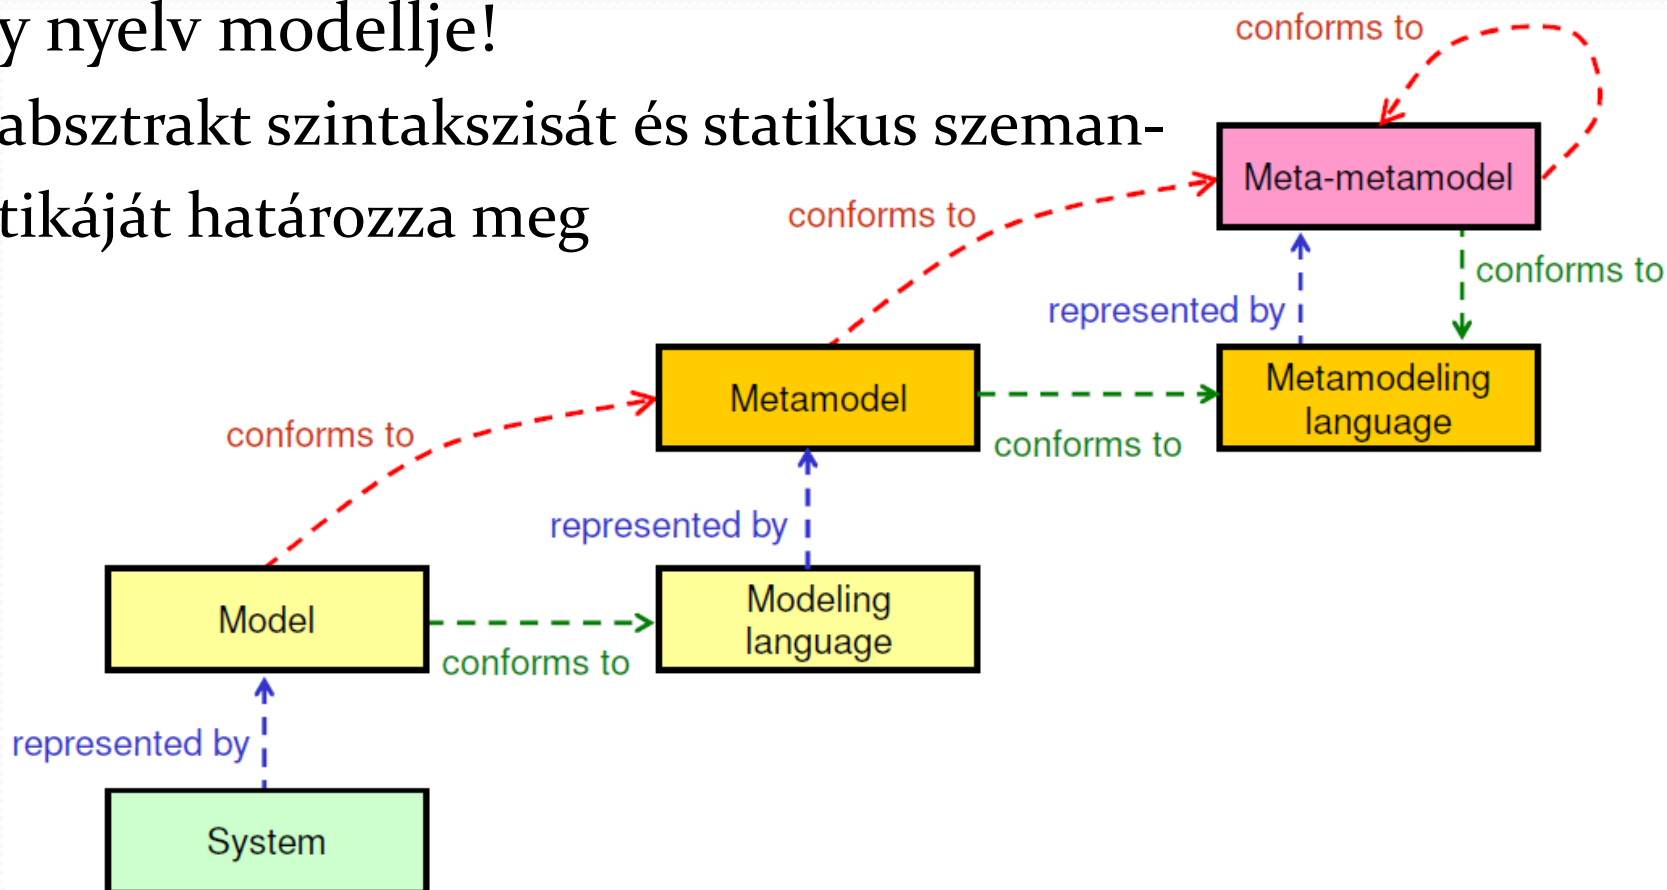 y nyelv modellje!
absztrakt szintakszisát és statikus szeman-
tikáját határozza meg
conforms to
Meta-metamodel
conforms to
conforms to
represented by
Metamodel
Metamodeling
language
conforms to
conforms to
represented by
Model
Modeling
language
conforms to
represented by
System